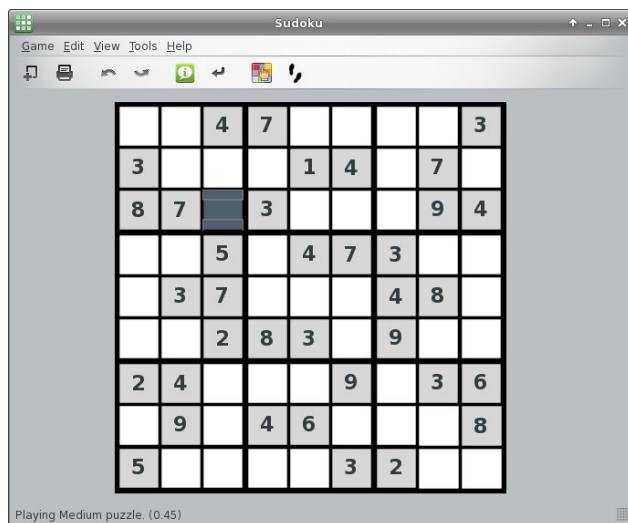 Sudoku
Game Edit View Tools Help
4 7 3
3 1 4 7
8 7 3 9 4
5 4 7 3
3 7 4 8
2 8 3 9
2 4 9 3 6
9 4 6 8
5 3 2
Playing Medium puzzle. (0.45)